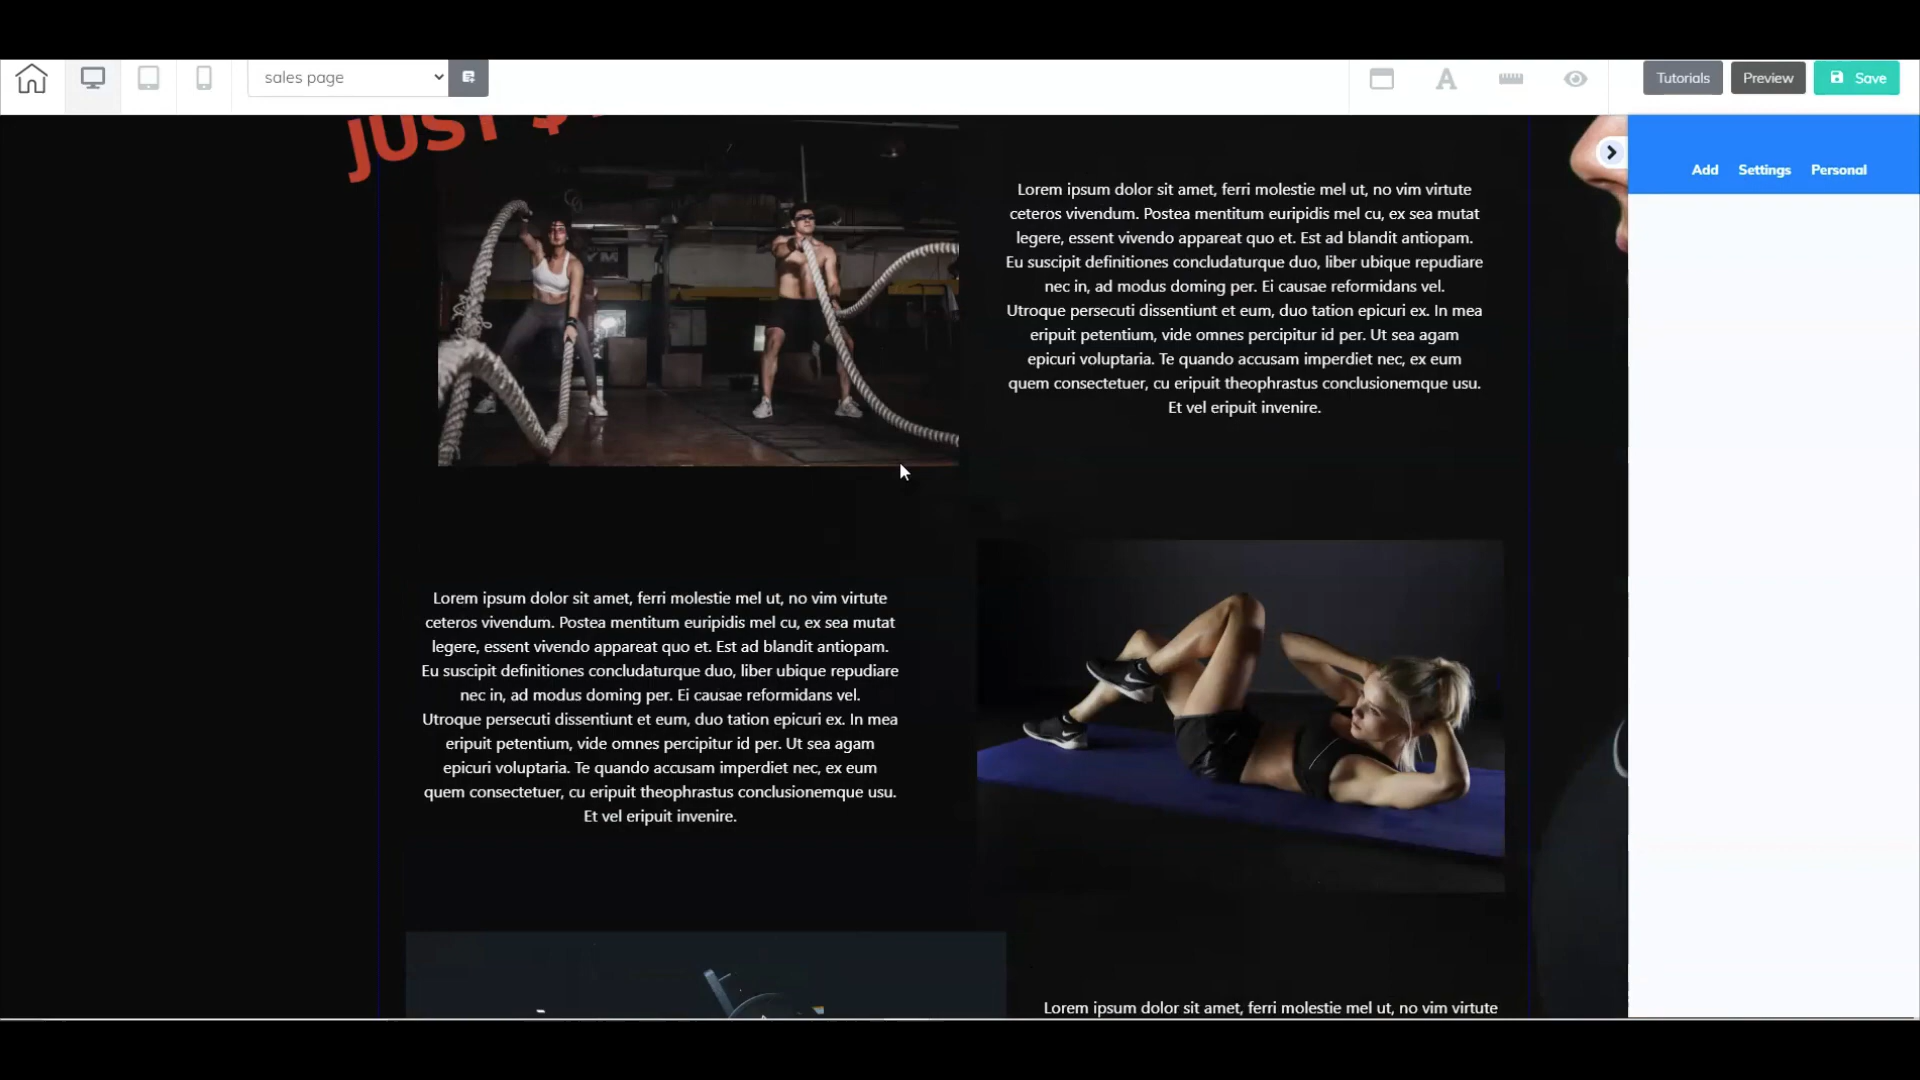 sales page
Tutorials
Preview
Save
Add
Settings
Personal
JUST $
Lorem ipsum dolor sit amet, ferri molestie mel ut, no vim virtute
ceteros vivendum. Postea mentitum euripidis mel cu, ex sea mutat
legere, essent vivendo appareat quo et. Est ad blandit antiopam.
Eu suscipit definitiones concludaturque duo, liber ubique repudiare
nec in, ad modus doming per. Ei causae reformidans vel.
Utroque persecuti dissentiunt et eum, duo tation epicuri ex. In mea
eripuit petentium, vide omnes percipitur id per. Ut sea agam
epicuri voluptaria. Te quando accusam imperdiet nec, ex eum
quem consectetuer, cu eripuit theophrastus conclusionemque usu.
Et vel eripuit invenire.
Lorem ipsum dolor sit amet, ferri molestie mel ut, no vim virtute
ceteros vivendum. Postea mentitum euripidis mel cu, ex sea mutat
legere, essent vivendo appareat quo et. Est ad blandit antiopam.
Eu suscipit definitiones concludaturque duo, liber ubique repudiare
nec in, ad modus doming per. Ei causae reformidans vel.
Utroque persecuti dissentiunt et eum, duo tation epicuri ex. In mea
eripuit petentium, vide omnes percipitur id per. Ut sea agam
epicuri voluptaria. Te quando accusam imperdiet nec, ex eum
quem consectetuer, cu eripuit theophrastus conclusionemque usu.
Et vel eripuit invenire.
Lorem ipsum dolor sit amet, ferri molestie mel ut, no vim virtute